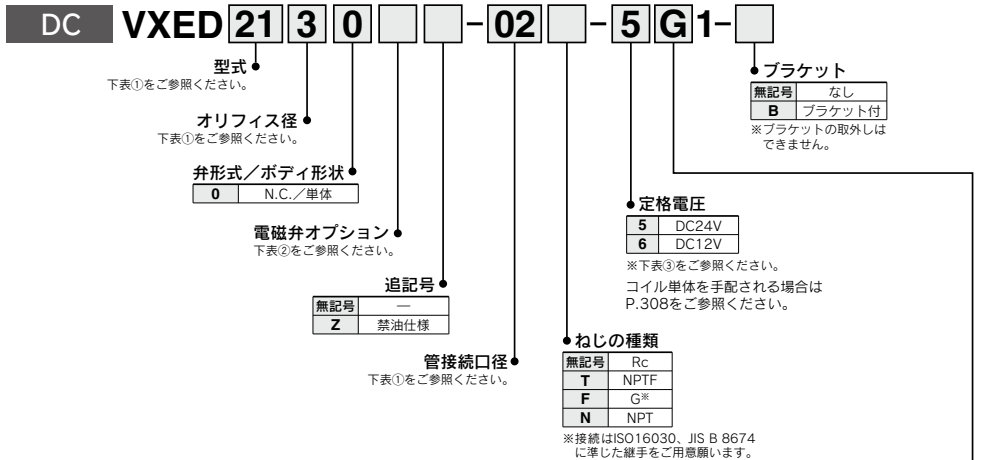 DC VXED 21 3 0 - 02 - 5 G 1-
型式
下表①をご参照ください。
オリフィス径
下表①をご参照ください。
弁形式／ボディ形状
0 N.C.／単体
電磁弁オプション
下表②をご参照ください。
追記号
無記号 —
Z 禁油仕様
管接続口径
下表①をご参照ください。
ブラケット
無記号 なし
B ブラケット付
※ブラケットの取外しは
できません。
定格電圧
5 DC24V
6 DC12V
※下表③をご参照ください。
コイル単体を手配される場合は
P.308をご参照ください。
ねじの種類
無記号 Rc
T NPTF
F G※
N NPT
※接続はISO16030、JIS B 8674
に準じた継手をご用意願います。